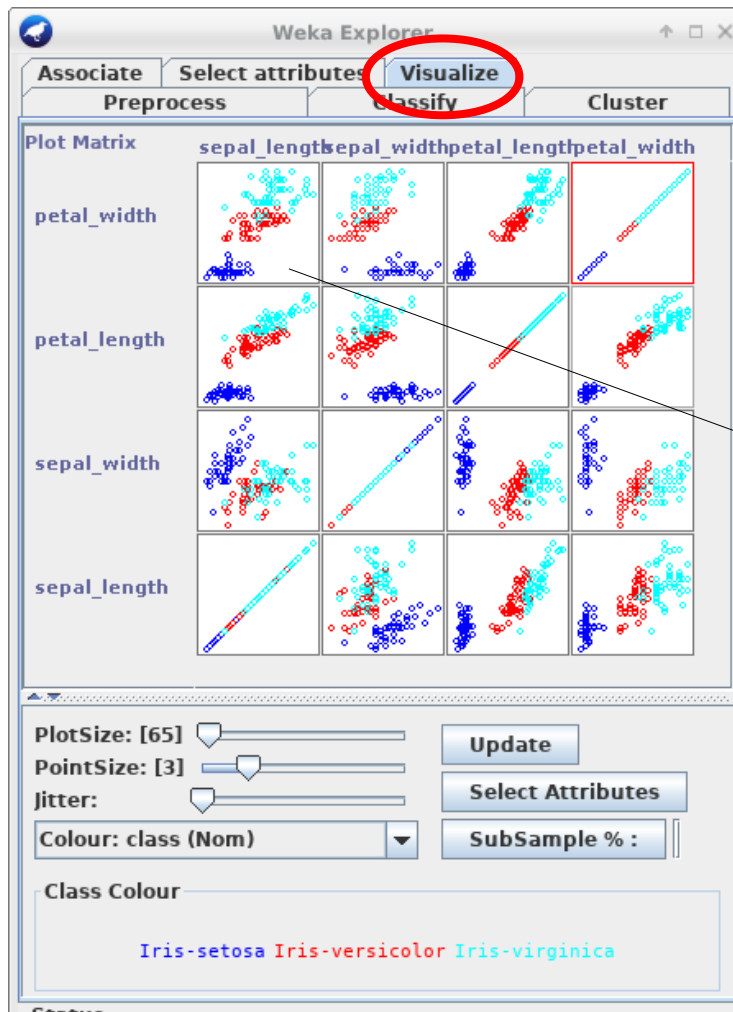 Weka Explorer
Associate Select attributes Visualize
Preprocess Classify Cluster
Plot Matrix sepal_length sepal_width petal_length petal_width
petal_width
petal_length
sepal_width
sepal_length
PlotSize: [65]
Update
PointSize: [3]
Select Attributes
Jitter:
Colour: class (Nom)
SubSample % :
Class Colour
Iris-setosa Iris-versicolor Iris-virginica
Status